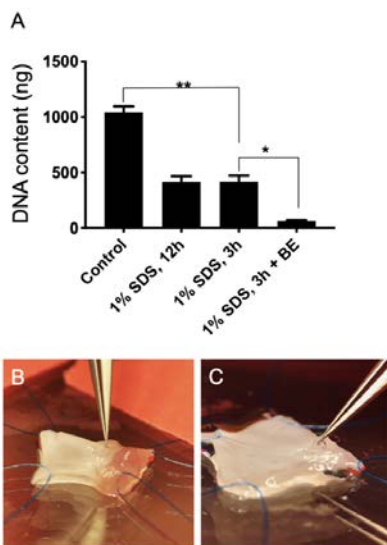 A
DNA content (ng)
1500
1000
500
0
**
*
Control
1% SDS, 12h
1% SDS, 3h
1% SDS, 3h + BE
B
C